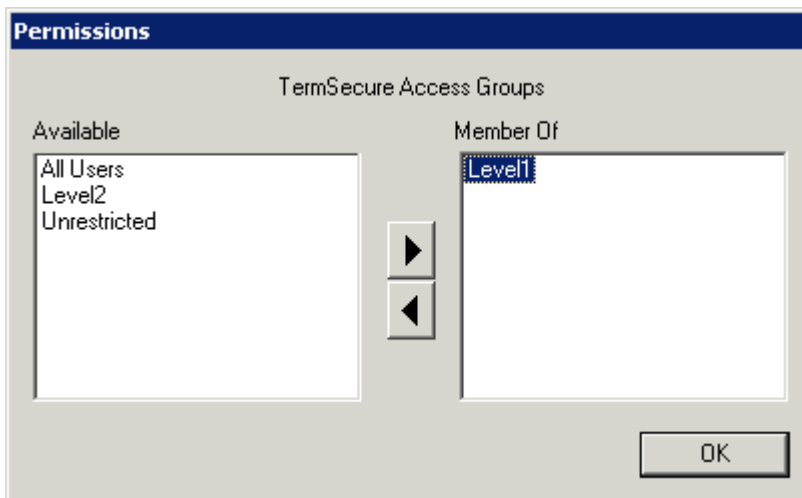 Permissions
TermSecure Access Groups
Available
All Users
Level2
Unrestricted
Member Of
Level1
OK